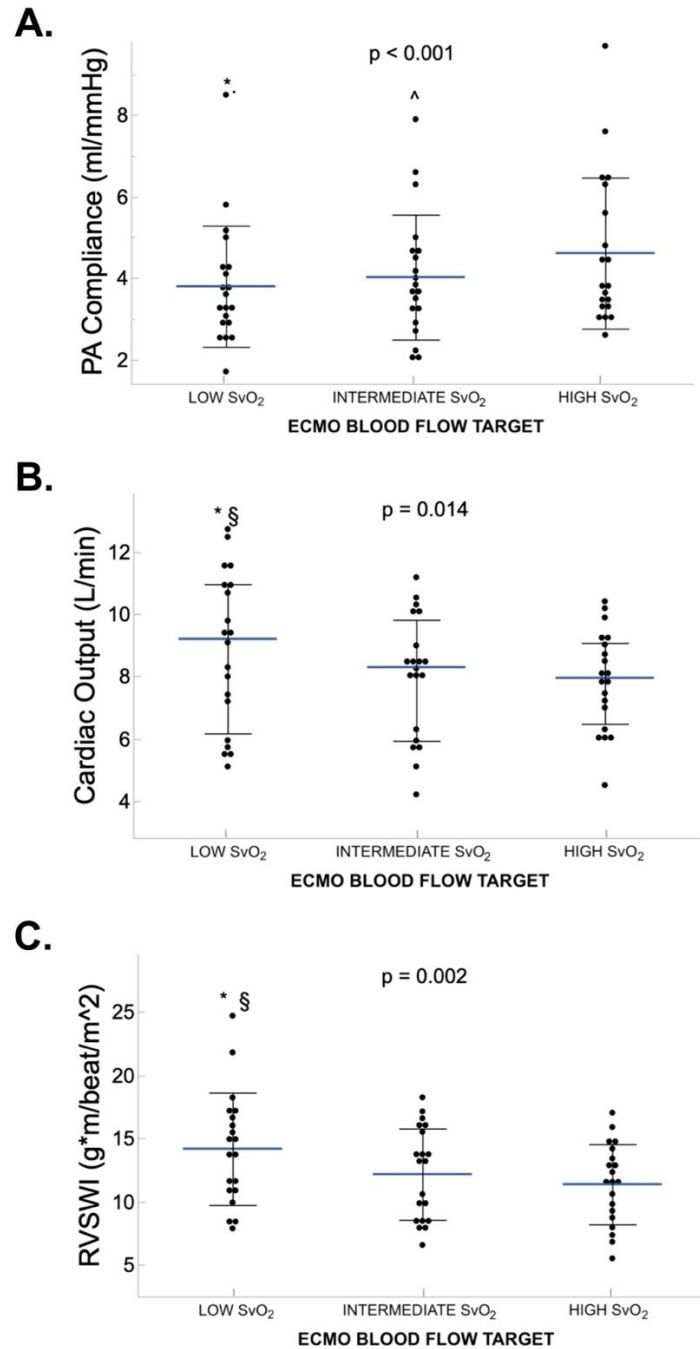 A.
PA Compliance (ml/mmHg)
p < 0.001
* .
^
8
6
4
2
LOW SvO₂ INTERMEDIATE SvO₂ HIGH SvO₂
ECMO BLOOD FLOW TARGET
B.
Cardiac Output (L/min)
* §
p = 0.014
12
10
8
6
4
LOW SvO₂ INTERMEDIATE SvO₂ HIGH SvO₂
ECMO BLOOD FLOW TARGET
C.
RVSWI (g*m/beat/m^2)
* §
p = 0.002
25
20
15
10
5
LOW SvO₂ INTERMEDIATE SvO₂ HIGH SvO₂
ECMO BLOOD FLOW TARGET